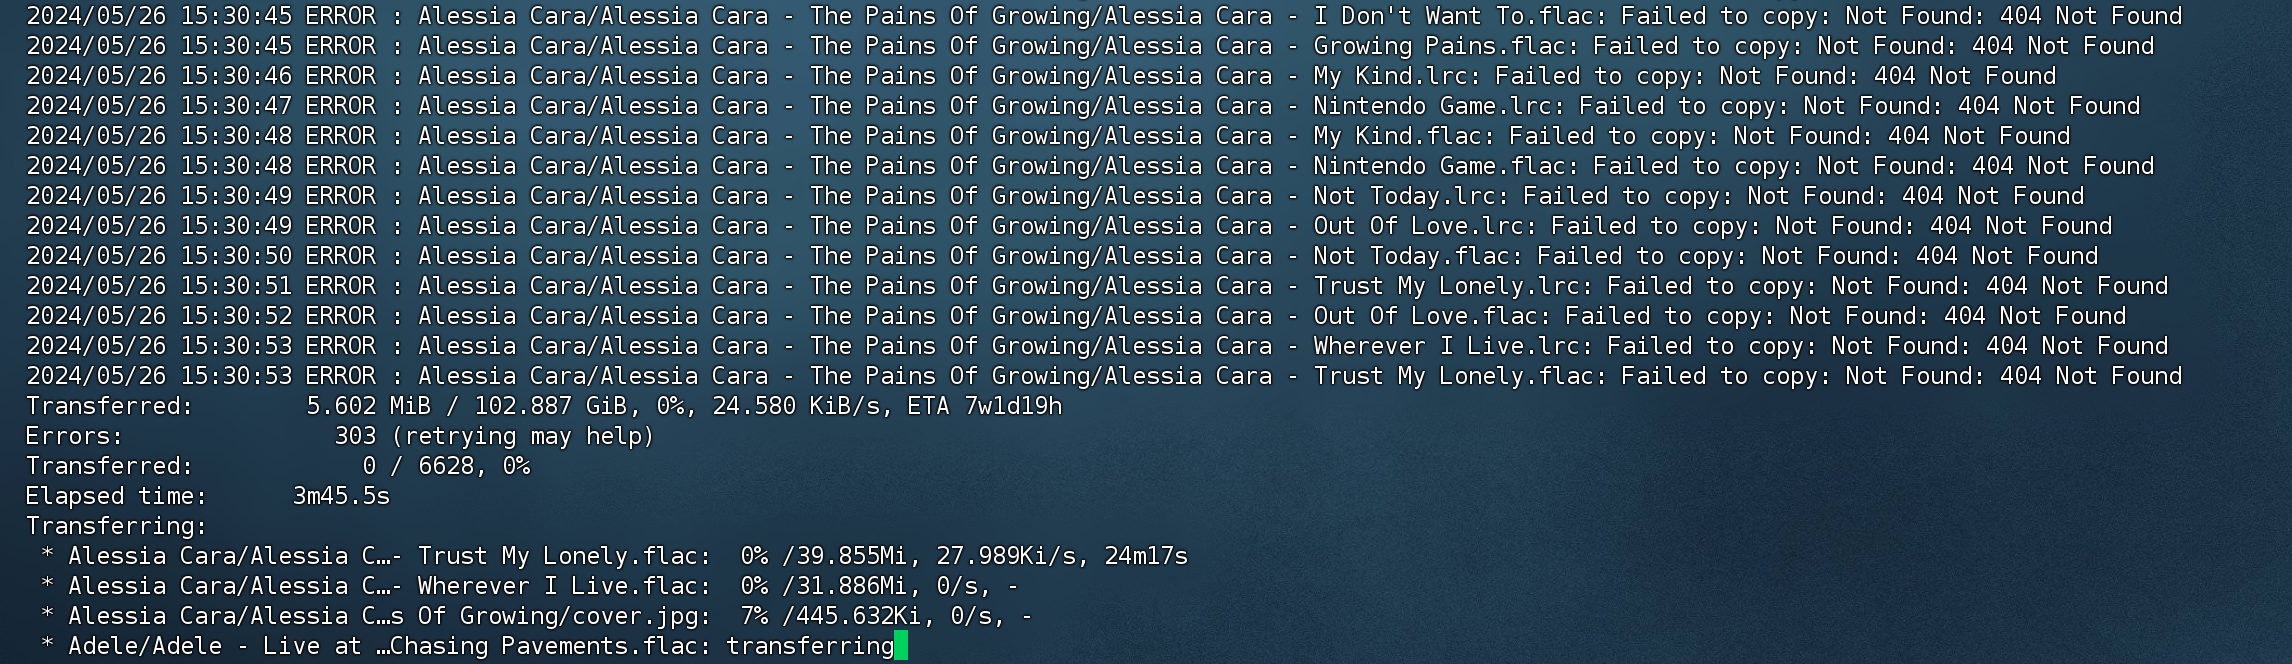 2024/05/26 15:30:45 ERROR : Alessia Cara/Alessia Cara - The Pains Of Growing/Alessia Cara - I Don't Want To.flac: Failed to copy: Not Found: 404 Not Found
2024/05/26 15:30:45 ERROR : Alessia Cara/Alessia Cara - The Pains Of Growing/Alessia Cara - Growing Pains.flac: Failed to copy: Not Found: 404 Not Found
2024/05/26 15:30:46 ERROR : Alessia Cara/Alessia Cara - The Pains Of Growing/Alessia Cara - My Kind.lrc: Failed to copy: Not Found: 404 Not Found
2024/05/26 15:30:47 ERROR : Alessia Cara/Alessia Cara - The Pains Of Growing/Alessia Cara - Nintendo Game.lrc: Failed to copy: Not Found: 404 Not Found
2024/05/26 15:30:48 ERROR : Alessia Cara/Alessia Cara - The Pains Of Growing/Alessia Cara - My Kind.flac: Failed to copy: Not Found: 404 Not Found
2024/05/26 15:30:48 ERROR : Alessia Cara/Alessia Cara - The Pains Of Growing/Alessia Cara - Nintendo Game.flac: Failed to copy: Not Found: 404 Not Found
2024/05/26 15:30:49 ERROR : Alessia Cara/Alessia Cara - The Pains Of Growing/Alessia Cara - Not Today.lrc: Failed to copy: Not Found: 404 Not Found
2024/05/26 15:30:49 ERROR : Alessia Cara/Alessia Cara - The Pains Of Growing/Alessia Cara - Out Of Love.lrc: Failed to copy: Not Found: 404 Not Found
2024/05/26 15:30:50 ERROR : Alessia Cara/Alessia Cara - The Pains Of Growing/Alessia Cara - Not Today.flac: Failed to copy: Not Found: 404 Not Found
2024/05/26 15:30:51 ERROR : Alessia Cara/Alessia Cara - The Pains Of Growing/Alessia Cara - Trust My Lonely.lrc: Failed to copy: Not Found: 404 Not Found
2024/05/26 15:30:52 ERROR : Alessia Cara/Alessia Cara - The Pains Of Growing/Alessia Cara - Out Of Love.flac: Failed to copy: Not Found: 404 Not Found
2024/05/26 15:30:53 ERROR : Alessia Cara/Alessia Cara - The Pains Of Growing/Alessia Cara - Wherever I Live.lrc: Failed to copy: Not Found: 404 Not Found
2024/05/26 15:30:53 ERROR : Alessia Cara/Alessia Cara - The Pains Of Growing/Alessia Cara - Trust My Lonely.flac: Failed to copy: Not Found: 404 Not Found
Transferred:        5.602 MiB / 102.887 GiB, 0%, 24.580 KiB/s, ETA 7w1d19h
Errors:               303 (retrying may help)
Transferred:            0 / 6628, 0%
Elapsed time:      3m45.5s
Transferring:
 * Alessia Cara/Alessia C…- Trust My Lonely.flac:  0% /39.855Mi, 27.989Ki/s, 24m17s
 * Alessia Cara/Alessia C…- Wherever I Live.flac:  0% /31.886Mi, 0/s, -
 * Alessia Cara/Alessia C…s Of Growing/cover.jpg:  7% /445.632Ki, 0/s, -
 * Adele/Adele - Live at …Chasing Pavements.flac: transferring